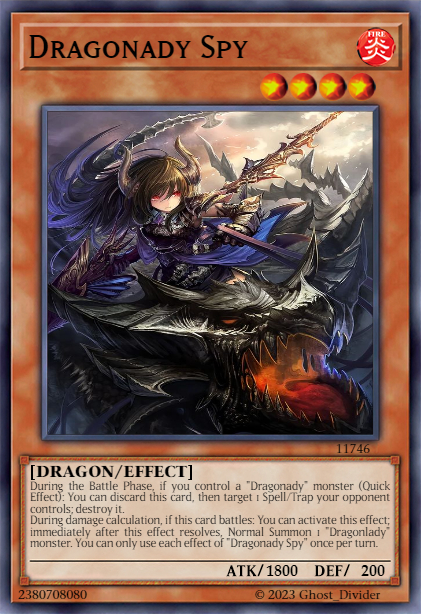 Dragonady Spy
FIRE
炎
11746
[DRAGON/EFFECT]
During the Battle Phase, if you control a "Dragonady" monster (Quick
Effect): You can discard this card, then target 1 Spell/Trap your opponent
controls; destroy it.
During damage calculation, if this card battles: You can activate this effect;
immediately after this effect resolves, Normal Summon 1 "Dragonlady"
monster. You can only use each effect of "Dragonady Spy" once per turn.
ATK/1800 DEF/ 200
2380708080 © 2023 Ghost_Divider